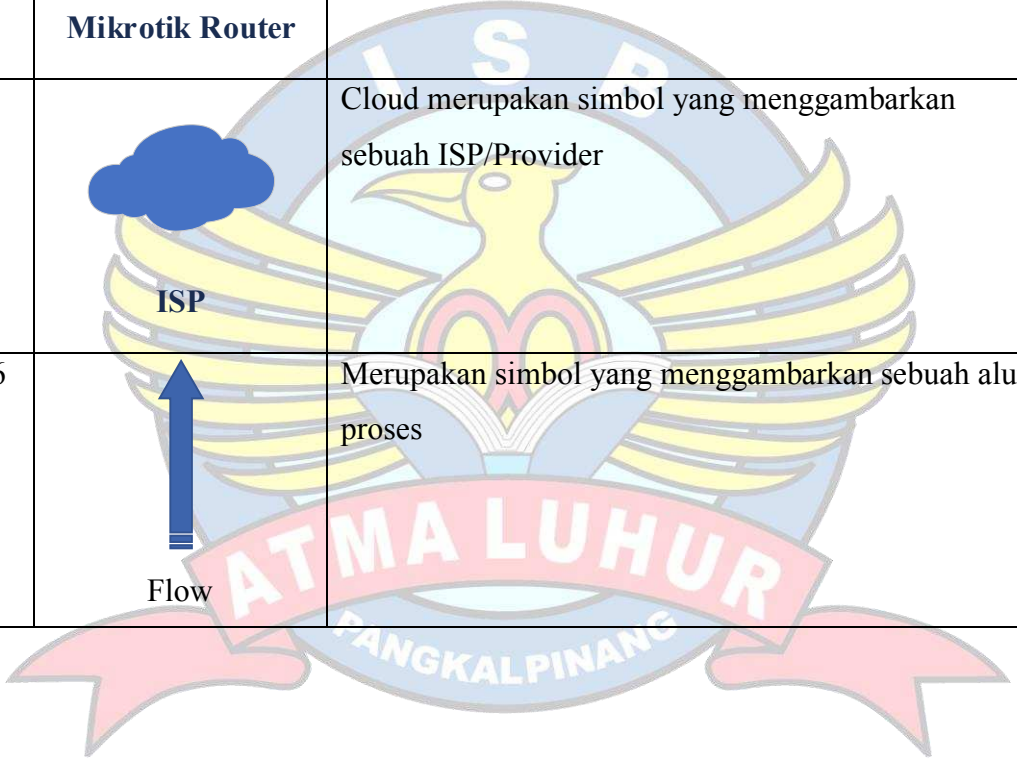 Mikrotik Router
Cloud merupakan simbol yang menggambarkan
sebuah ISP/Provider
ISP
6
Merupakan simbol yang menggambarkan sebuah alu
proses
Flow
I S B
ATMA LUHUR
PANGKALPINANG